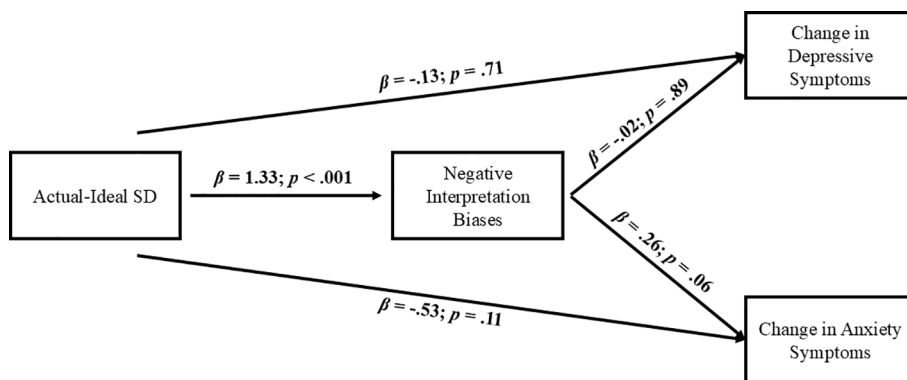 Change in
Depressive
Symptoms
β = -.13; p = .71
β = -.02; p = .89
Actual-Ideal SD
β = 1.33; p < .001
Negative
Interpretation
Biases
β = .26; p = .06
β = -.53; p = .11
Change in Anxiety
Symptoms